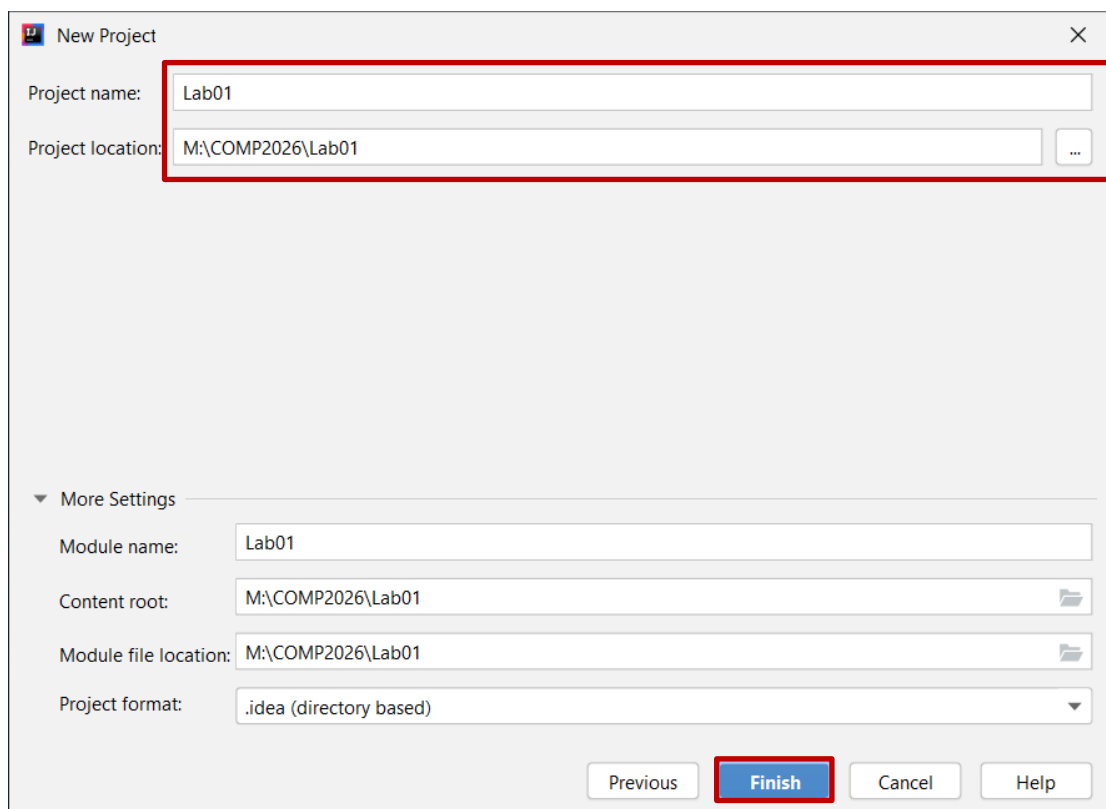 New Project
Project name: Lab01
Project location: M:\COMP2026\Lab01 ...
More Settings
Module name: Lab01
Content root: M:\COMP2026\Lab01
Module file location: M:\COMP2026\Lab01
Project format: .idea (directory based)
Previous Finish Cancel Help